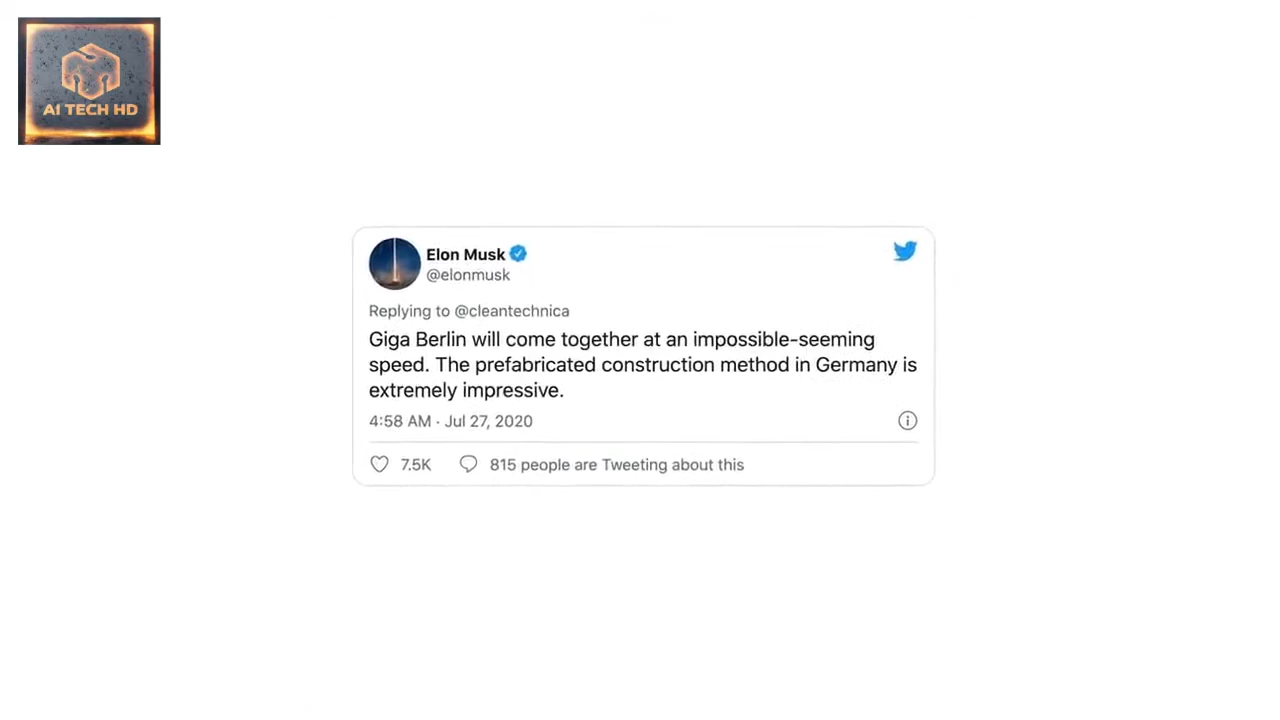 AI TECH HD
Elon Musk
@elonmusk
Replying to @cleantechnica
Giga Berlin will come together at an impossible-seeming
speed. The prefabricated construction method in Germany is
extremely impressive.
4:58 AM · Jul 27, 2020
7.5K 815 people are Tweeting about this